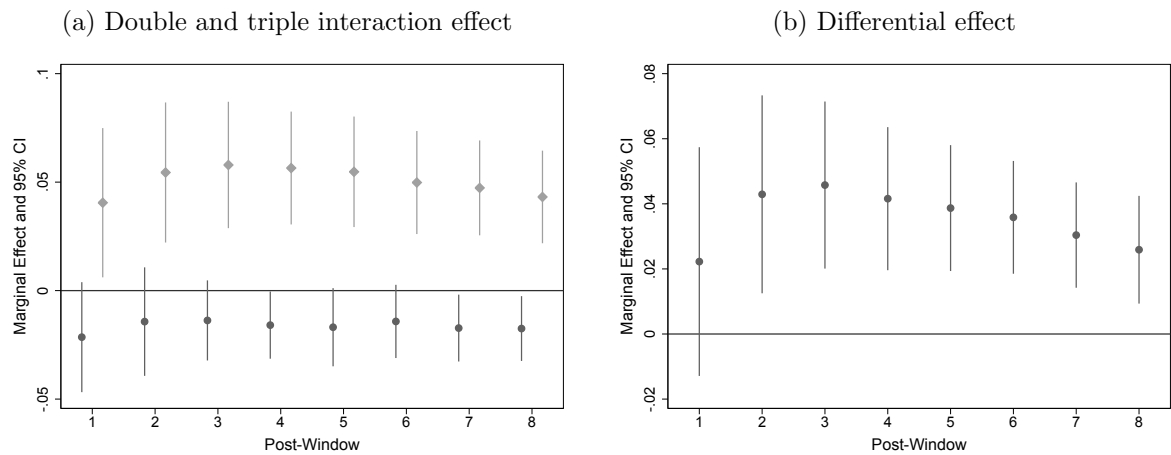 (a) Double and triple interaction effect
Marginal Effect and 95% CI
.1
.05
0
-.05
1 2 3 4 5 6 7 8
Post-Window
(b) Differential effect
Marginal Effect and 95% CI
.08
.06
.04
.02
0
-.02
1 2 3 4 5 6 7 8
Post-Window